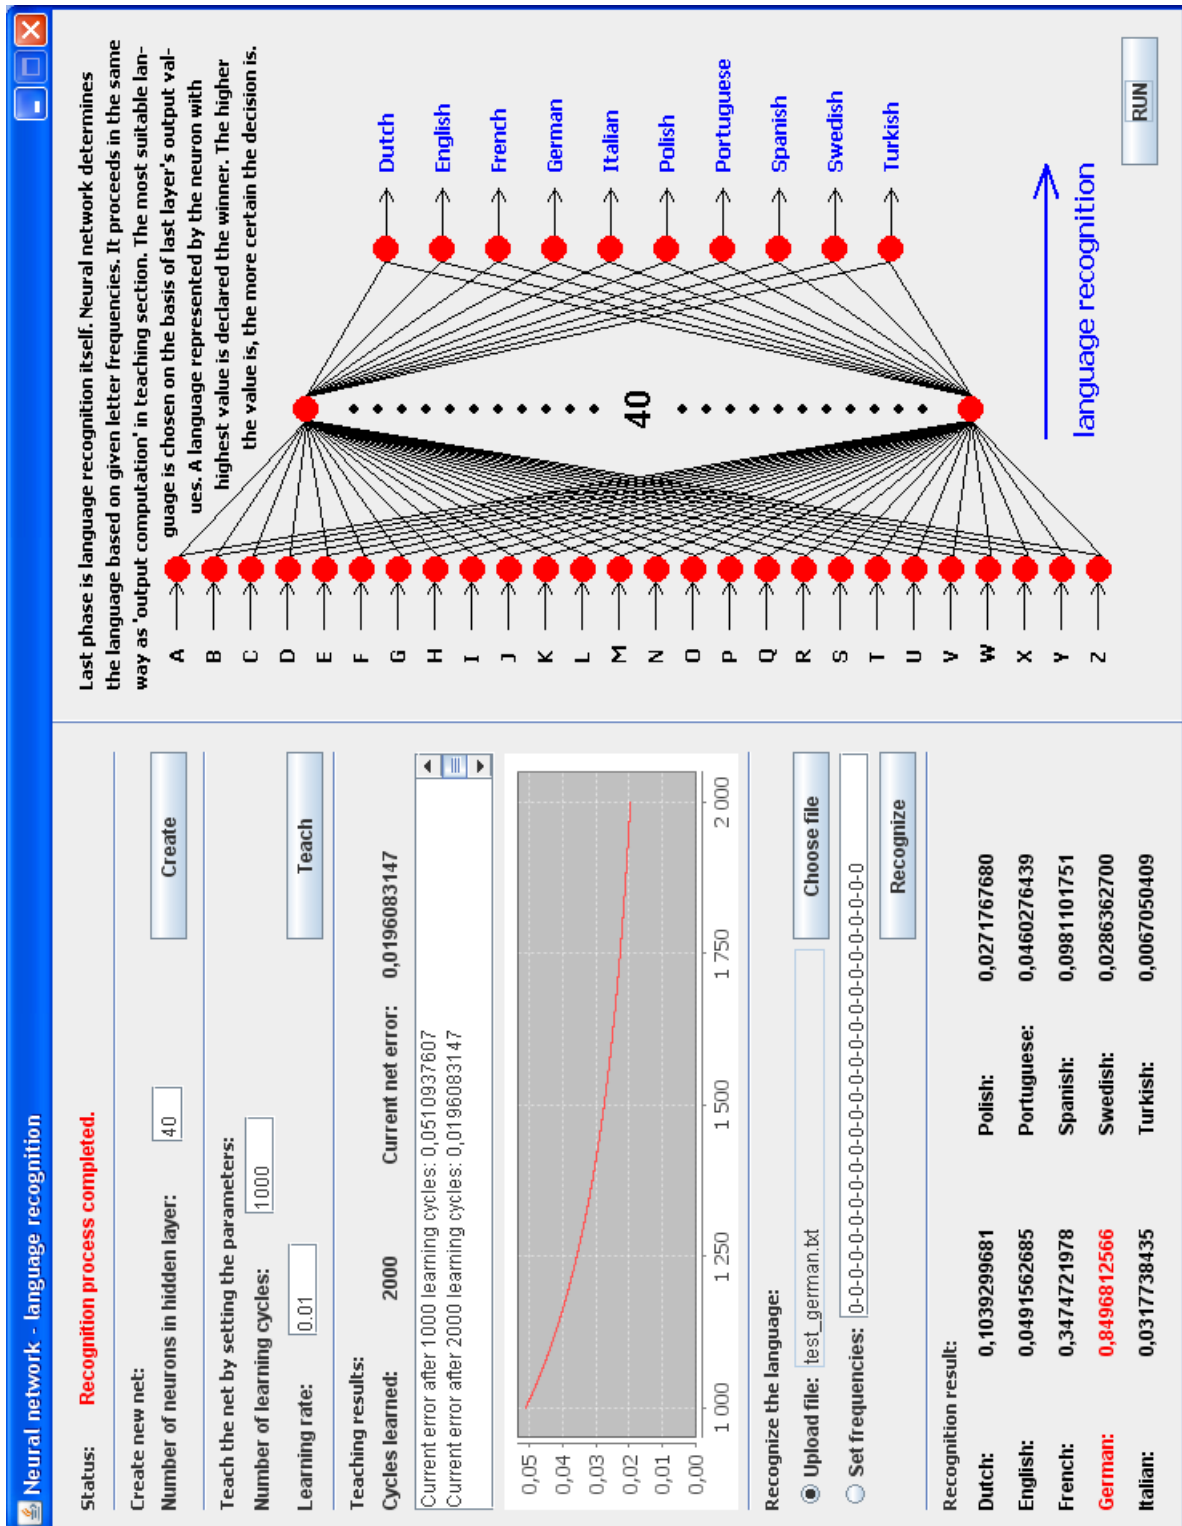 Neural network - language recognition
Status: Recognition process completed.
Create new net:
Number of neurons in hidden layer: 40 Create
Teach the net by setting the parameters:
Number of learning cycles: 1000
Learning rate: 0.01 Teach
Teaching results:
Cycles learned: 2000 Current net error: 0,0196083147
Current error after 1000 learning cycles: 0,0510937607
Current error after 2000 learning cycles: 0,0196083147
0,05
0,04
0,03
0,02
0,01
0,00
1 000 1 250 1 500 1 750 2 000
Recognize the language:
Upload file: test_german.txt Choose file
Set frequencies: 0-0-0-0-0-0-0-0-0-0-0-0-0-0-0-0-0-0-0-0-0-0-0-0-0-0
Recognize
Recognition result:
Dutch: 0,1039299681 Polish: 0,0271767680
English: 0,0491562685 Portuguese: 0,0460276439
French: 0,3474721978 Spanish: 0,0981101751
German: 0,8496812566 Swedish: 0,0286362700
Italian: 0,0317738435 Turkish: 0,0067050409
Last phase is language recognition itself. Neural network determines
the language based on given letter frequencies. It proceeds in the same
way as 'output computation' in teaching section. The most suitable lan-
guage is chosen on the basis of last layer's output val-
ues. A language represented by the neuron with
highest value is declared the winner. The higher
the value is, the more certain the decision is.
A
B
C
D
E
F
G
H
I
J
K
L
M
N
O
P
Q
R
S
T
U
V
W
X
Y
Z
40
Dutch
English
French
German
Italian
Polish
Portuguese
Spanish
Swedish
Turkish
language recognition
RUN